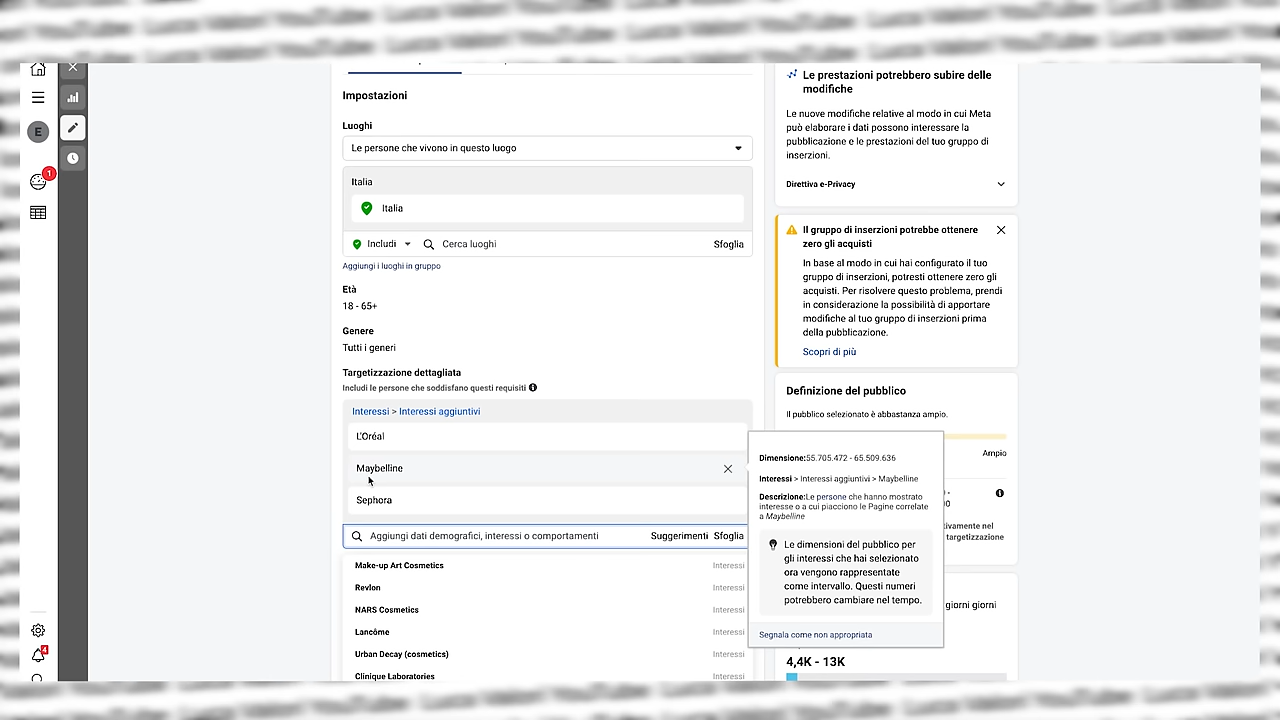 Impostazioni
Luoghi
Le persone che vivono in questo luogo
Italia
Italia
Includi
Cerca luoghi
Sfoglia
Aggiungi i luoghi in gruppo
Età
18 - 65+
Genere
Tutti i generi
Targetizzazione dettagliata
Includi le persone che soddisfano questi requisiti
Interessi > Interessi aggiuntivi
L'Oréal
Maybelline
Sephora
Aggiungi dati demografici, interessi o comportamenti
Suggerimenti
Sfoglia
Make-up Art Cosmetics
Interessi
Revlon
Interessi
NARS Cosmetics
Interessi
Lancôme
Interessi
Urban Decay (cosmetics)
Interessi
Clinique Laboratories
Interessi
E
1
4
Le prestazioni potrebbero subire delle
modifiche
Le nuove modifiche relative al modo in cui Meta
può elaborare i dati possono interessare la
pubblicazione e le prestazioni del tuo gruppo di
inserzioni.
Direttiva e-Privacy
Il gruppo di inserzioni potrebbe ottenere
zero gli acquisti
In base al modo in cui hai configurato il tuo
gruppo di inserzioni, potresti ottenere zero gli
acquisti. Per risolvere questo problema, prendi
in considerazione la possibilità di apportare
modifiche al tuo gruppo di inserzioni prima
della pubblicazione.
Scopri di più
Definizione del pubblico
Il pubblico selezionato è abbastanza ampio.
Ampio
tivamente nel
targetizzazione
giorni giorni
4,4K - 13K
Dimensione:55.705.472 - 65.509.636
Interessi > Interessi aggiuntivi > Maybelline
Descrizione:Le persone che hanno mostrato
interesse o a cui piacciono le Pagine correlate
a Maybelline
Le dimensioni del pubblico per
gli interessi che hai selezionato
ora vengono rappresentate
come intervallo. Questi numeri
potrebbero cambiare nel tempo.
Segnala come non appropriata